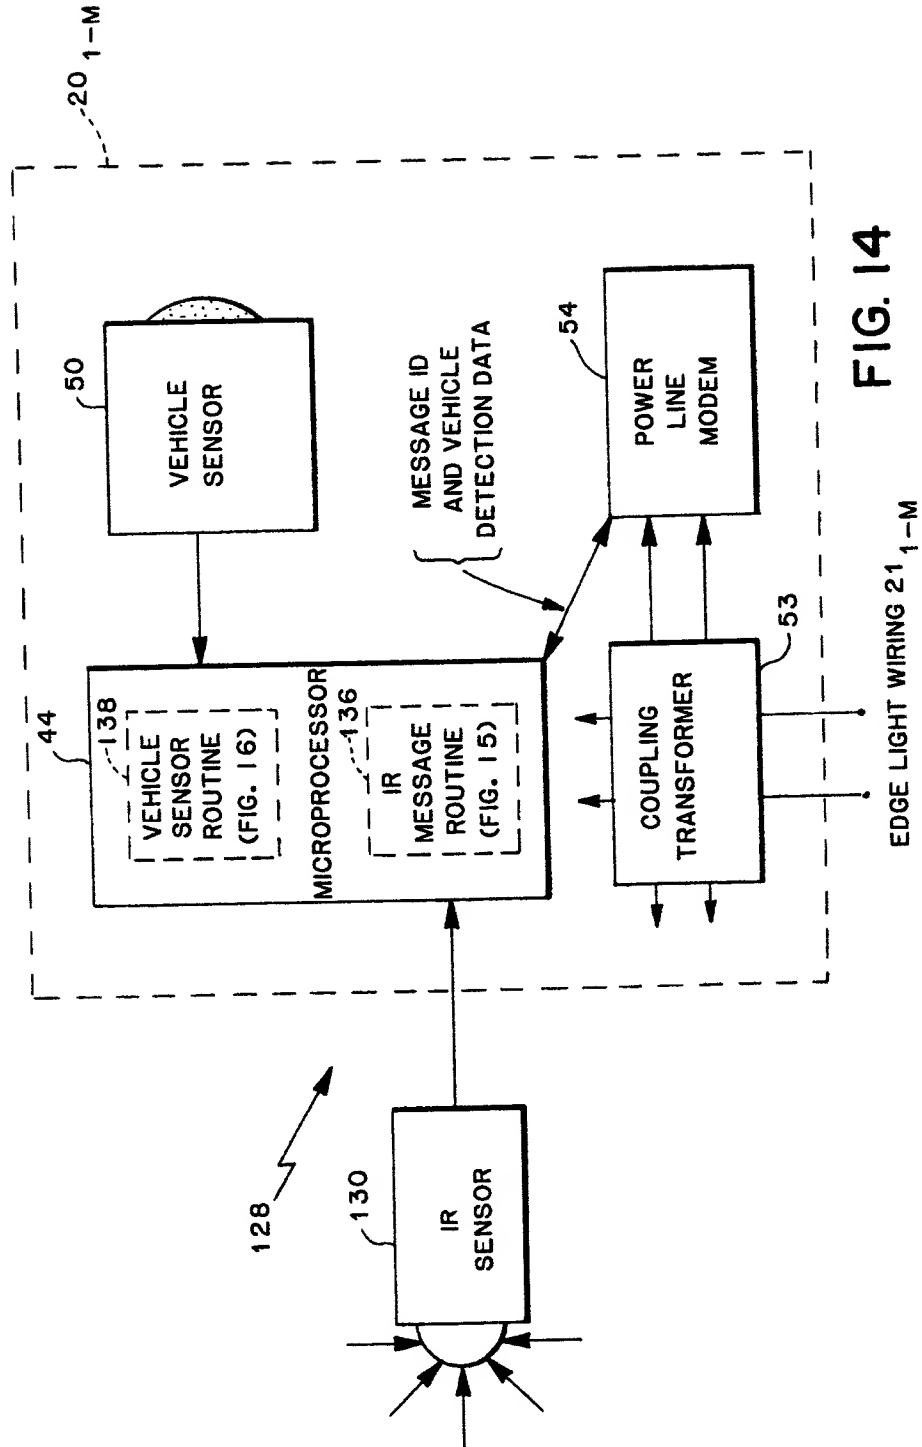 20 1-M
50
VEHICLE
SENSOR
44
138
VEHICLE
SENSOR
ROUTINE
(FIG. 16)
MICROPROCESSOR
136
IR
MESSAGE
ROUTINE
(FIG. 15)
MESSAGE ID
AND VEHICLE
DETECTION DATA
54
POWER
LINE
MODEM
128
130
IR
SENSOR
COUPLING
TRANSFORMER
53
EDGE LIGHT WIRING 21 1-M
FIG. 14